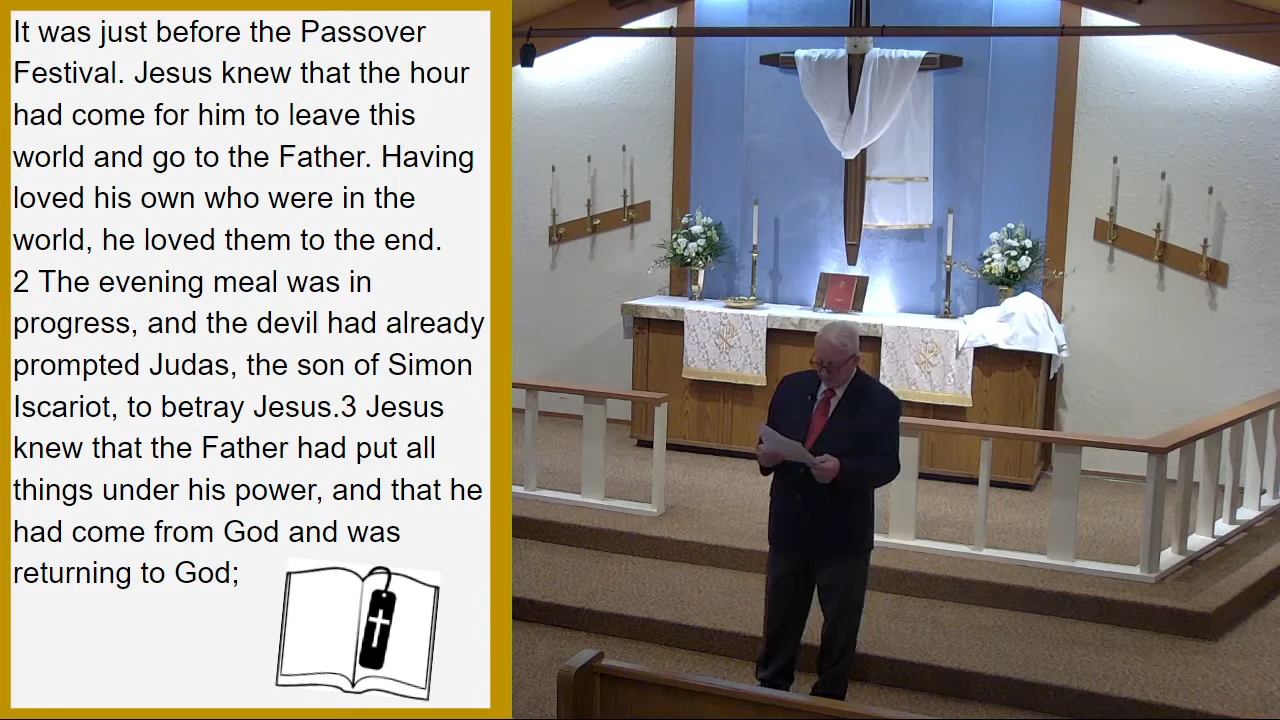 It was just before the Passover
Festival. Jesus knew that the hour
had come for him to leave this
world and go to the Father. Having
loved his own who were in the
world, he loved them to the end.
2 The evening meal was in
progress, and the devil had already
prompted Judas, the son of Simon
Iscariot, to betray Jesus.3 Jesus
knew that the Father had put all
things under his power, and that he
had come from God and was
returning to God;